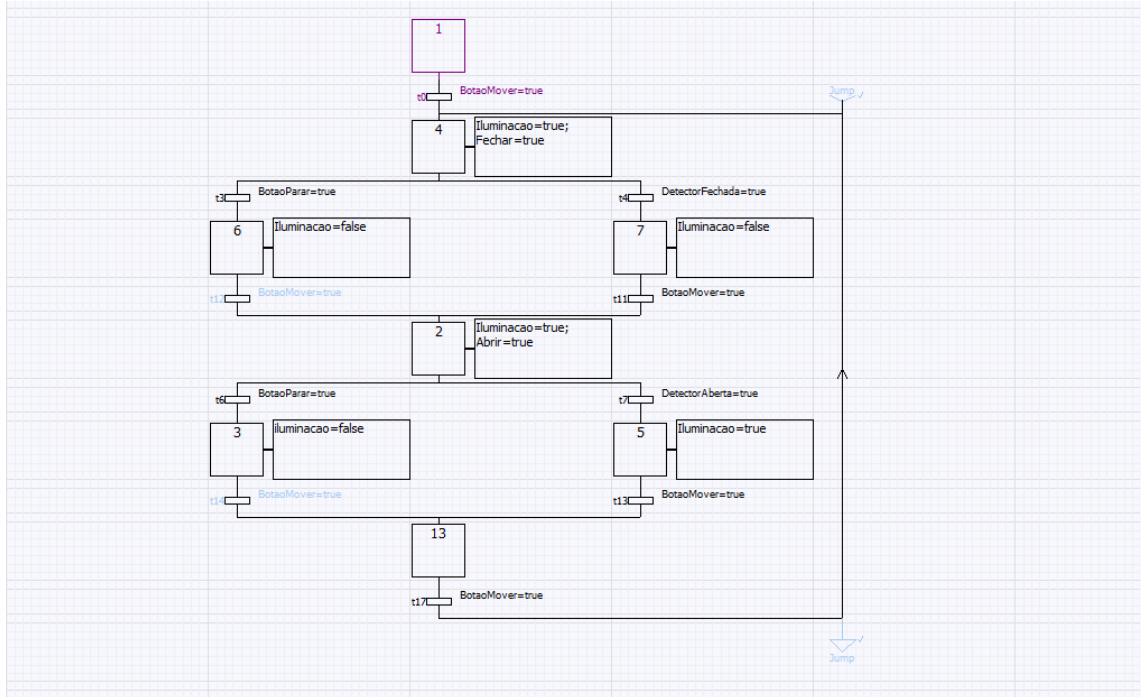 1
t0 BotaoMover=true
Jump
4 Iluminacao=true;
Fechar=true
t3 BotaoParar=true
t4 DetectorFechada=true
6 Iluminacao=false
7 Iluminacao=false
t12 BotaoMover=true
t11 BotaoMover=true
2 Iluminacao=true;
Abrir=true
t6 BotaoParar=true
t7 DetectorAberta=true
3 iluminacao=false
5 Iluminacao=true
t14 BotaoMover=true
t13 BotaoMover=true
13
t17 BotaoMover=true
Jump